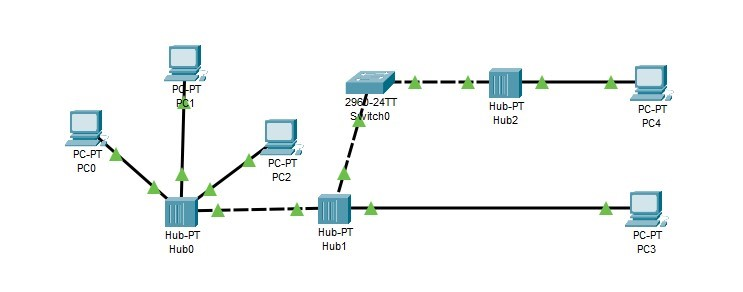 PC-PT
PC1
PC-PT
PC0
PC-PT
PC2
2960-24TT
Switch0
Hub-PT
Hub2
PC-PT
PC4
Hub-PT
Hub0
Hub-PT
Hub1
PC-PT
PC3